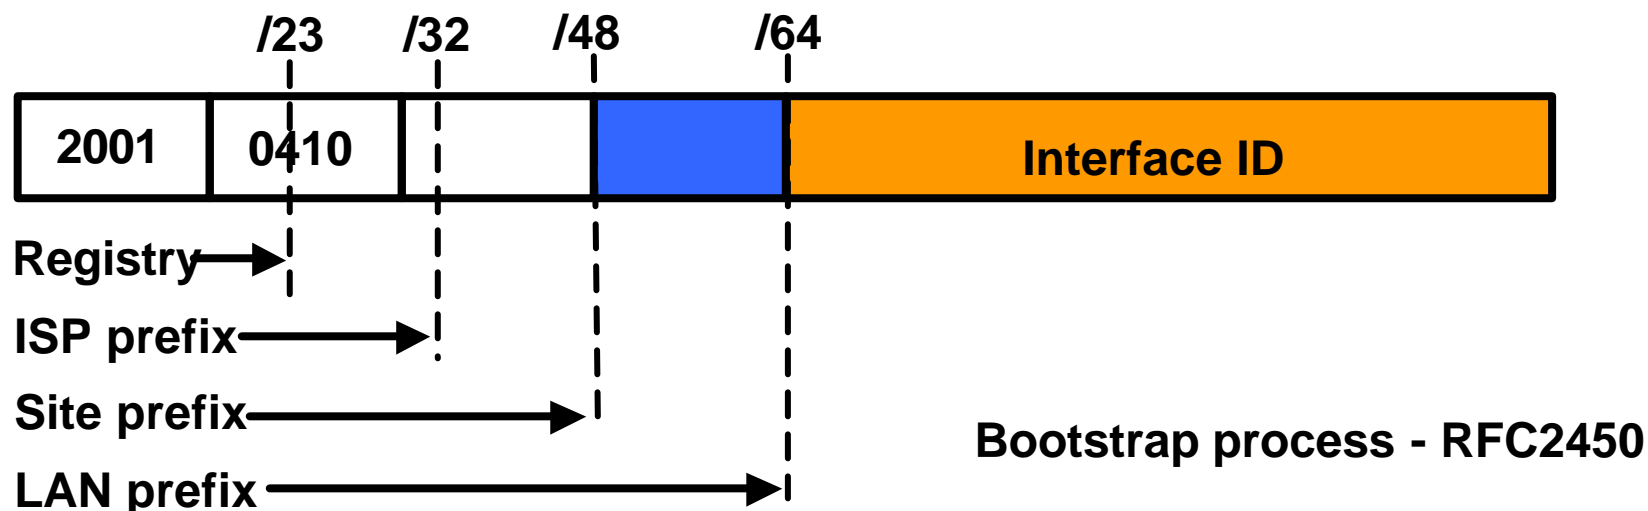 /23 /32 /48 /64
2001 0410 Interface ID
Registry
ISP prefix
Site prefix
Bootstrap process - RFC2450
LAN prefix